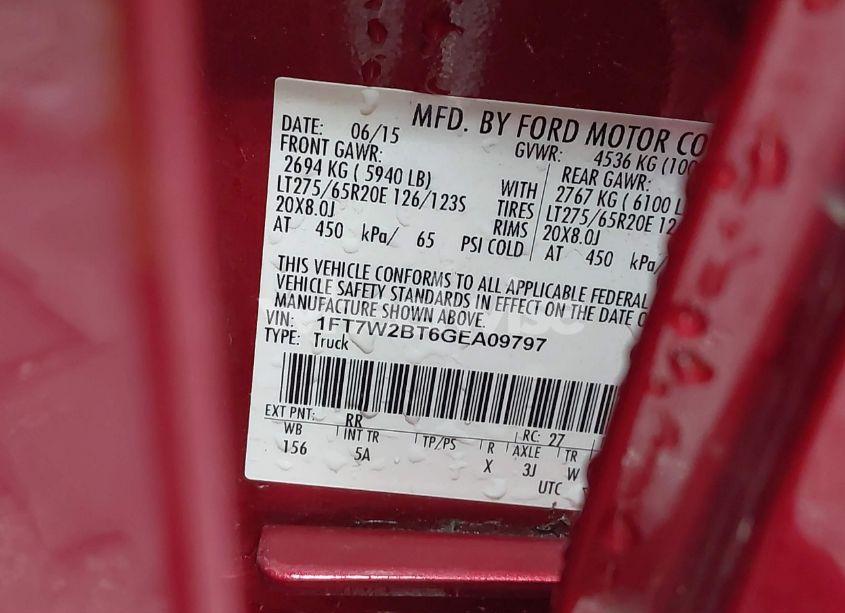 MFD. BY FORD MOTOR CO
DATE: 06/15 GVWR: 4536 KG (100
FRONT GAWR: REAR GAWR:
2694 KG ( 5940 LB) WITH 2767 KG ( 6100 L
LT275/65R20E 126/123S TIRES LT275/65R20E 12
20X8.0J RIMS 20X8.0J
AT 450 kPa/ 65 PSI COLD AT 450 kPa/
THIS VEHICLE CONFORMS TO ALL APPLICABLE FEDERAL
VEHICLE SAFETY STANDARDS IN EFFECT ON THE DATE O
MANUFACTURE SHOWN ABOVE.
VIN: 1FT7W2BT6GEA09797
TYPE: Truck
EXT PNT: RR RC: 27
WB INT TR TP/PS R AXLE TR
156 5A X 3J W
UTC